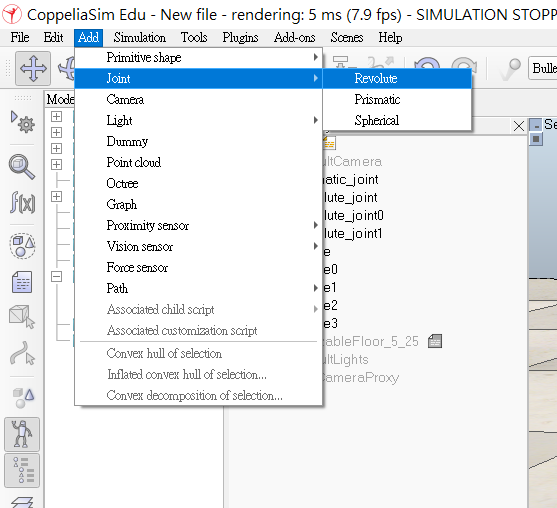 CoppeliaSim Edu - New file - rendering: 5 ms (7.9 fps) - SIMULATION STOPP
File Edit Add Simulation Tools Plugins Add-ons Scenes Help
Primitive shape
Joint
Camera
Light
Dummy
Point cloud
Octree
Graph
Proximity sensor
Vision sensor
Force sensor
Path
Associated child script
Associated customization script
Convex hull of selection
Inflated convex hull of selection...
Convex decomposition of selection...
Revolute
Prismatic
Spherical
Bulle
Mode
Se
f(x)
ultCamera
natic_joint
lute_joint
lute_joint0
lute_joint1
e
e0
e1
e2
e3
zableFloor_5_25
ultLights
CameraProxy